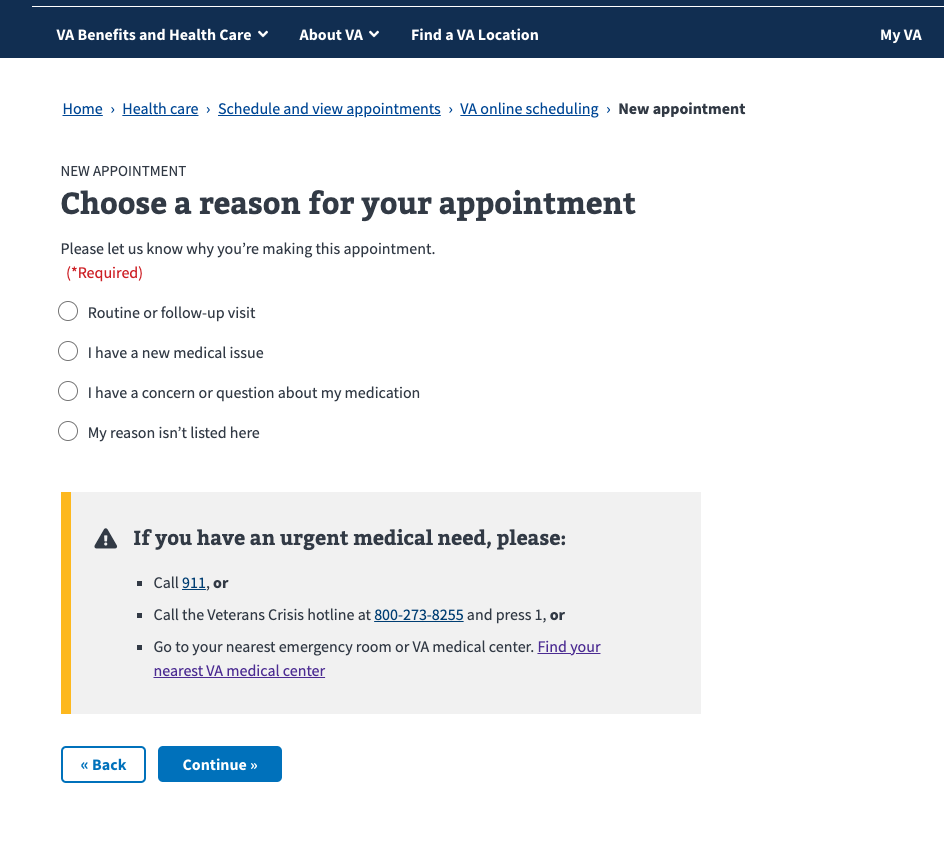 VA Benefits and Health Care About VA Find a VA Location My VA
Home › Health care › Schedule and view appointments › VA online scheduling › New appointment
NEW APPOINTMENT
Choose a reason for your appointment
Please let us know why you’re making this appointment.
(*Required)
Routine or follow-up visit
I have a new medical issue
I have a concern or question about my medication
My reason isn’t listed here
If you have an urgent medical need, please:
▪ Call 911, or
▪ Call the Veterans Crisis hotline at 800-273-8255 and press 1, or
▪ Go to your nearest emergency room or VA medical center. Find your
nearest VA medical center
« Back Continue »